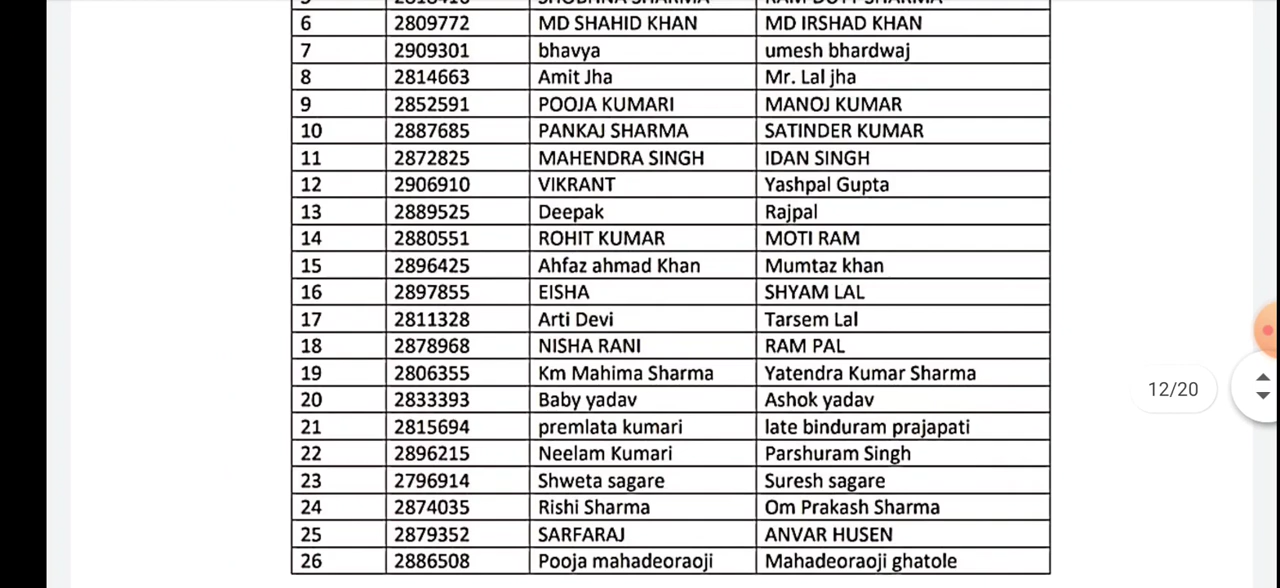 6 2809772 MD SHAHID KHAN MD IRSHAD KHAN
7 2909301 bhavya umesh bhardwaj
8 2814663 Amit Jha Mr. Lal jha
9 2852591 POOJA KUMARI MANOJ KUMAR
10 2887685 PANKAJ SHARMA SATINDER KUMAR
11 2872825 MAHENDRA SINGH IDAN SINGH
12 2906910 VIKRANT Yashpal Gupta
13 2889525 Deepak Rajpal
14 2880551 ROHIT KUMAR MOTI RAM
15 2896425 Ahfaz ahmad Khan Mumtaz khan
16 2897855 EISHA SHYAM LAL
17 2811328 Arti Devi Tarsem Lal
18 2878968 NISHA RANI RAM PAL
19 2806355 Km Mahima Sharma Yatendra Kumar Sharma
20 2833393 Baby yadav Ashok yadav
21 2815694 premlata kumari late binduram prajapati
22 2896215 Neelam Kumari Parshuram Singh
23 2796914 Shweta sagare Suresh sagare
24 2874035 Rishi Sharma Om Prakash Sharma
25 2879352 SARFARAJ ANVAR HUSEN
26 2886508 Pooja mahadeoraoji Mahadeoraoji ghatole
12/20